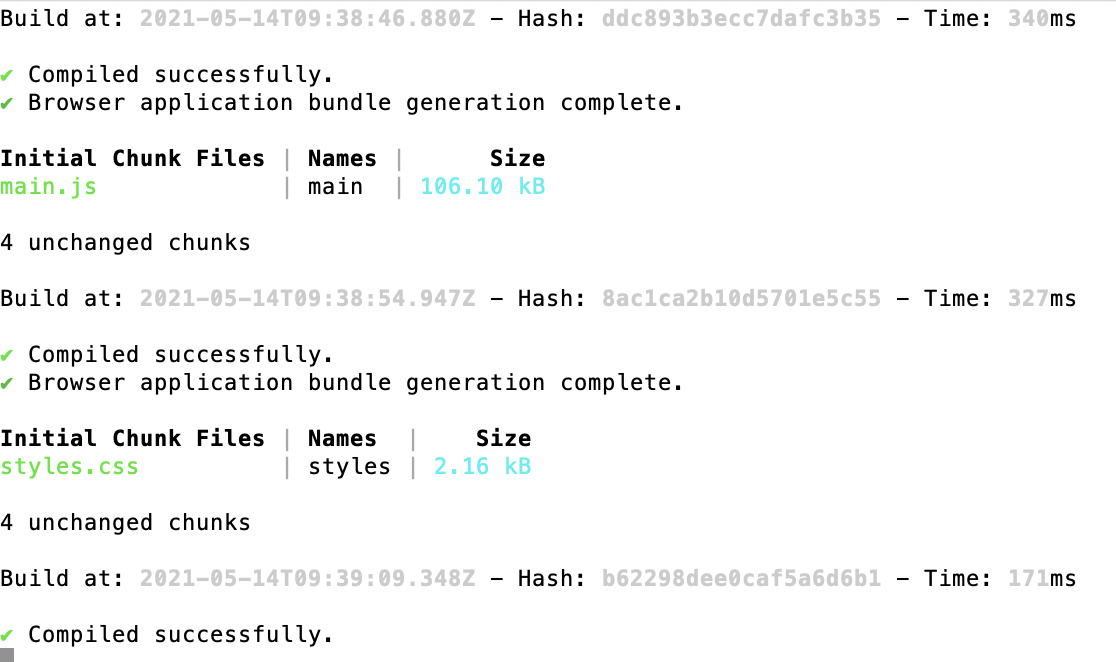 Build at: 2021-05-14T09:38:46.880Z - Hash: ddc893b3ecc7dafc3b35 - Time: 340ms
✔ Compiled successfully.
✔ Browser application bundle generation complete.
Initial Chunk Files | Names | Size
main.js | main | 106.10 kB
4 unchanged chunks
Build at: 2021-05-14T09:38:54.947Z - Hash: 8ac1ca2b10d5701e5c55 - Time: 327ms
✔ Compiled successfully.
✔ Browser application bundle generation complete.
Initial Chunk Files | Names | Size
styles.css | styles | 2.16 kB
4 unchanged chunks
Build at: 2021-05-14T09:39:09.348Z - Hash: b62298dee0caf5a6d6b1 - Time: 171ms
✔ Compiled successfully.